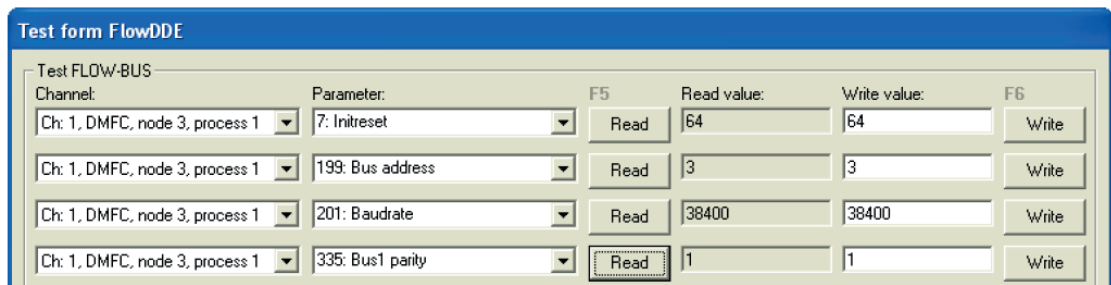 Test form FlowDDE
Test FLOW-BUS
Channel: Parameter: F5 Read value: Write value: F6
Ch: 1, DMFC, node 3, process 1 7: Initreset Read 64 64 Write
Ch: 1, DMFC, node 3, process 1 199: Bus address Read 3 3 Write
Ch: 1, DMFC, node 3, process 1 201: Baudrate Read 38400 38400 Write
Ch: 1, DMFC, node 3, process 1 335: Bus1 parity Read 1 1 Write